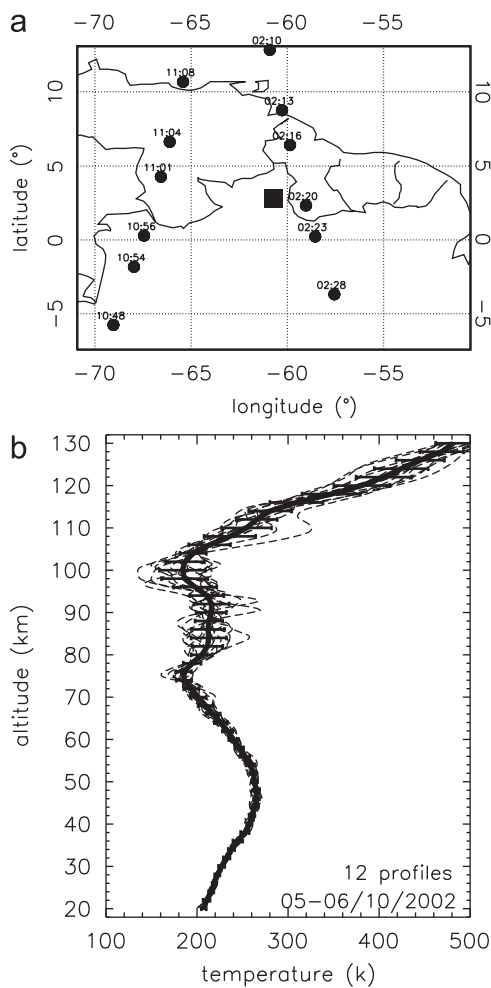 a
−70 −65 −60 −55
02:10
11:08
10 10
02:13
11:04 02:16
5 5
11:01
02:20
latitude (°)
10:56 02:23
0 0
10:54
02:28
−5 −5
10:48
−70 −65 −60 −55
longitude (°)
b
130
120
110
100
90
80
altitude (km)
70
60
50
40
30
12 profiles
05−06/10/2002
20
100 200 300 400 500
temperature (k)